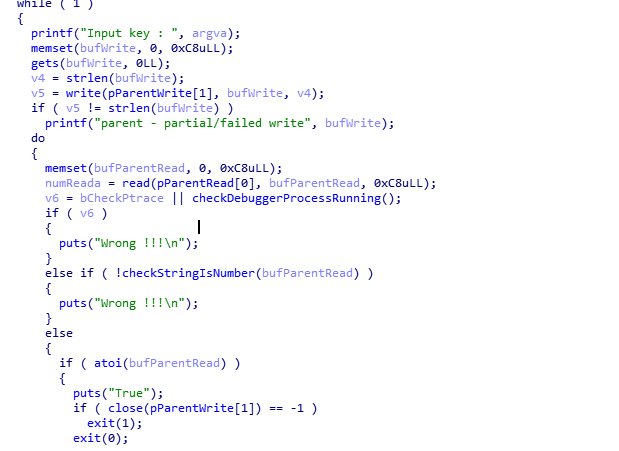 while ( 1 )
{
printf("Input key : ", argva);
memset(bufWrite, 0, 0xC8uLL);
gets(bufWrite, 0LL);
v4 = strlen(bufWrite);
v5 = write(pParentWrite[1], bufWrite, v4);
if ( v5 != strlen(bufWrite) )
printf("parent - partial/failed write", bufWrite);
do
{
memset(bufParentRead, 0, 0xC8uLL);
numReada = read(pParentRead[0], bufParentRead, 0xC8uLL);
v6 = bCheckPtrace || checkDebuggerProcessRunning();
if ( v6 )
{
puts("Wrong !!!\n");
}
else if ( !checkStringIsNumber(bufParentRead) )
{
puts("Wrong !!!\n");
}
else
{
if ( atoi(bufParentRead) )
{
puts("True");
if ( close(pParentWrite[1]) == -1 )
exit(1);
exit(0);